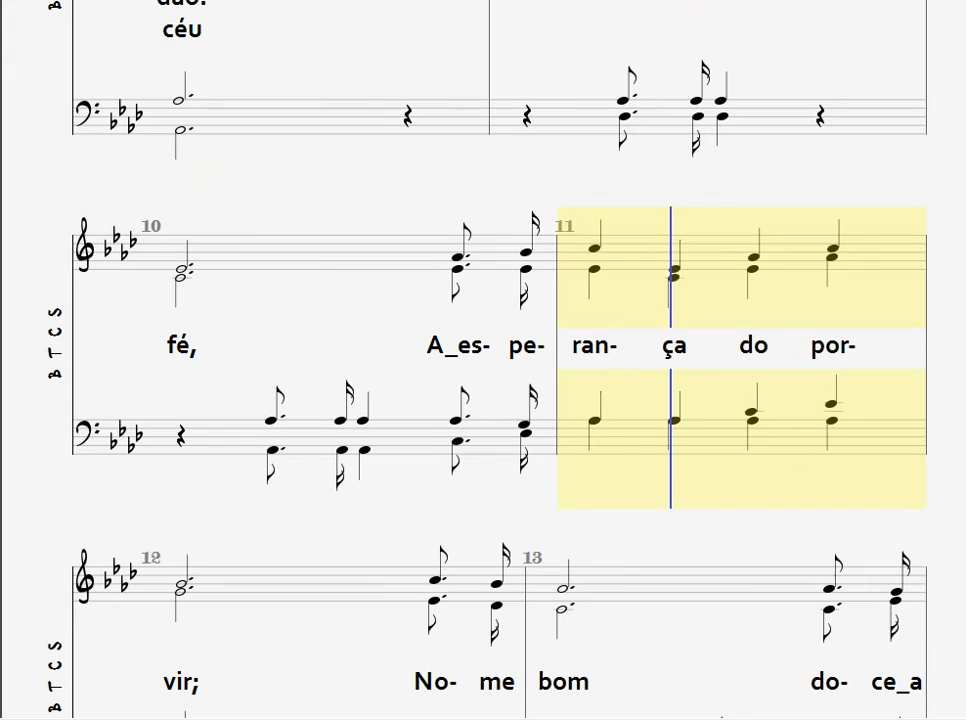 céu
10
11
B T C S
fé, A_es- pe- ran- ça do por-
12
13
B T C S
vir; No- me bom do- ce_a